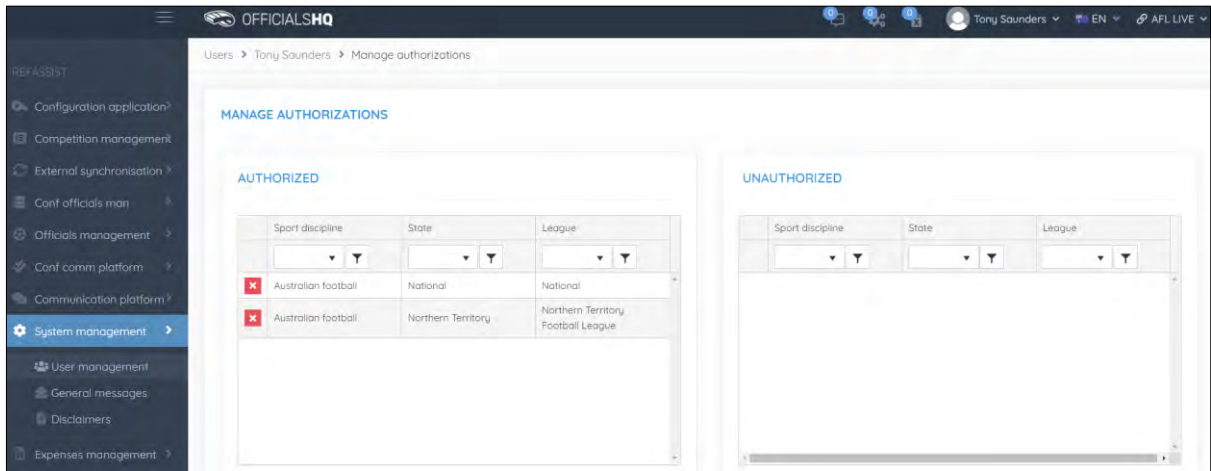 OFFICIALSHQ
0 0 0 Tony Saunders EN AFL LIVE
Users > Tony Saunders > Manage authorizations
REFASSIST
Configuration application
Competition management
External synchronisation
Conf officials man
Officials management
Conf comm platform
Communication platform
System management
User management
General messages
Disclaimers
Expenses management
MANAGE AUTHORIZATIONS
AUTHORIZED
Sport discipline State League
Australian football National National
Australian football Northern Territory Northern Territory
Football League
UNAUTHORIZED
Sport discipline State League